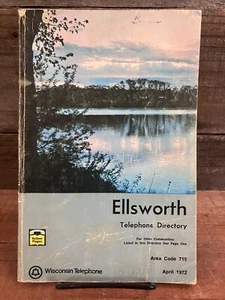 Ellsworth
Telephone Directory
For Other Communities
Listed in this Directory See Page One
Area Code 715
Yellow
Pages
Wisconsin Telephone
April 1972